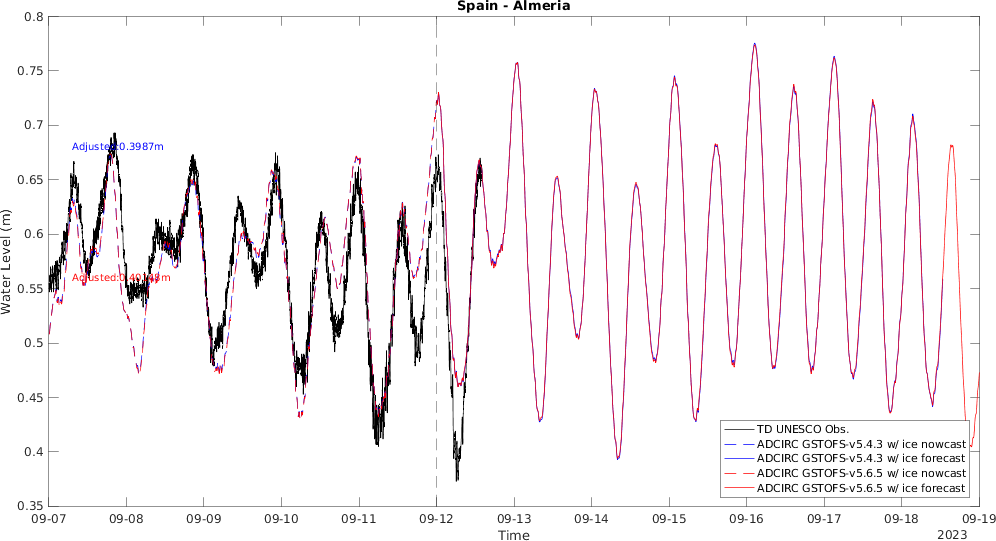 Spain - Almeria
0.8
0.75
0.7
0.65
0.6
0.55
0.5
0.45
0.4
0.35
Water Level (m)
Adjusted:0.3987m
TD UNESCO Obs.
ADCIRC GSTOFS-v5.4.3 w/ ice nowcast
ADCIRC GSTOFS-v5.4.3 w/ ice forecast
ADCIRC GSTOFS-v5.6.5 w/ ice nowcast
ADCIRC GSTOFS-v5.6.5 w/ ice forecast
09-07 09-08 09-09 09-10 09-11 09-12 09-13 09-14 09-15 09-16 09-17 09-18 09-19
Time
2023